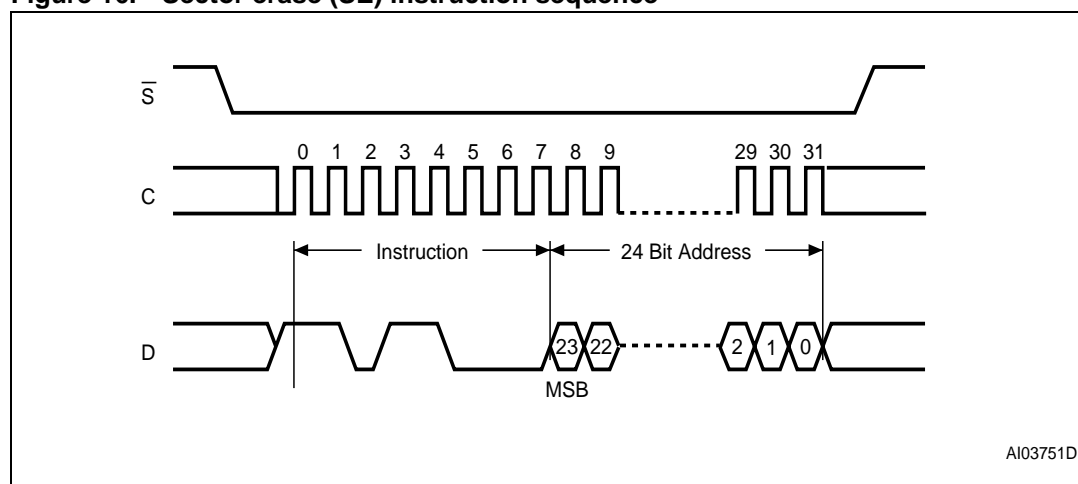 Figure 16. Sector erase (SE) instruction sequence
S
0 1 2 3 4 5 6 7 8 9 29 30 31
C
Instruction 24 Bit Address
D 23 22 2 1 0
MSB
AI03751D